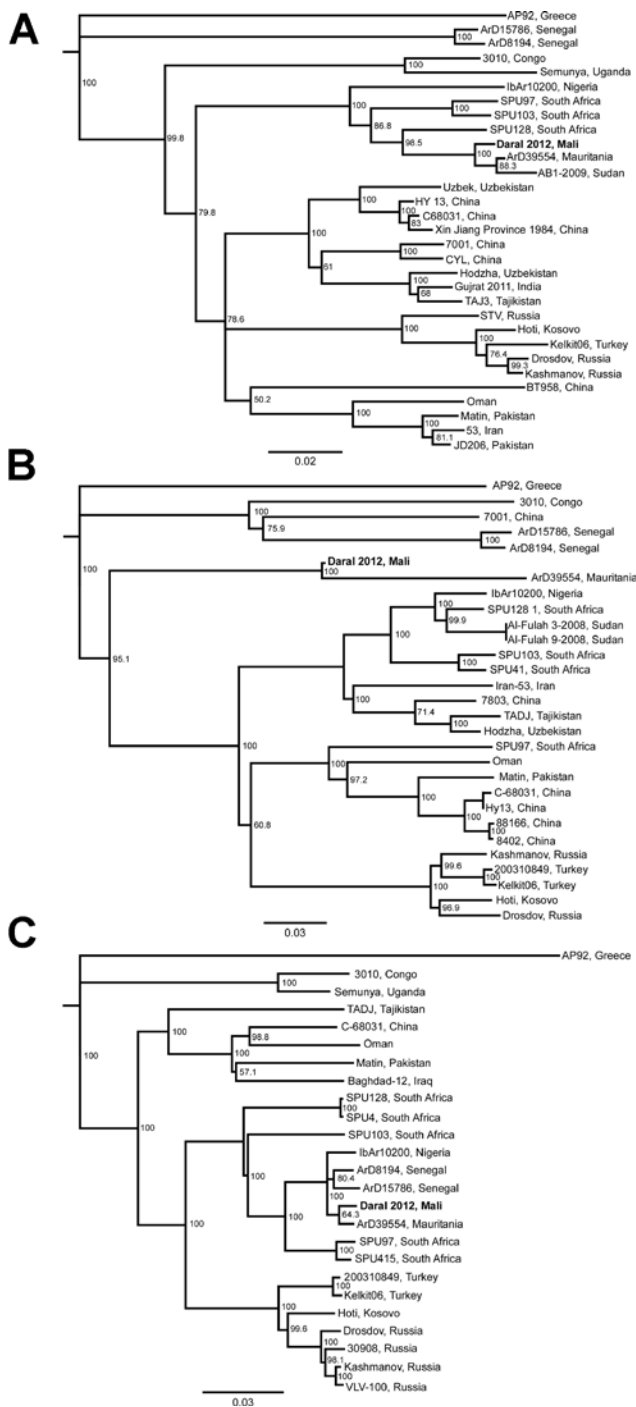 A
AP92, Greece
ArD15786, Senegal
100
ArD8194, Senegal
3010, Congo
100
Semunya, Uganda
100
IbAr10200, Nigeria
99.8
SPU97, South Africa
100
100
SPU103, South Africa
86.8
SPU128, South Africa
98.5
Daral 2012, Mali
100
ArD39554, Mauritania
88.3
AB1-2009, Sudan
Uzbek, Uzbekistan
79.8
HY 13, China
100
100
C68031, China
83
Xin Jiang Province 1984, China
100
7001, China
100
CYL, China
61
Hodzha, Uzbekistan
100
Gujrat 2011, India
68
TAJ3, Tajikistan
78.6
STV, Russia
100
Hoti, Kosovo
100
Kelkit06, Turkey
76.4
Drosdov, Russia
99.3
Kashmanov, Russia
BT958, China
50.2
Oman
100
Matin, Pakistan
100
53, Iran
81.1
JD206, Pakistan
0.02
B
AP92, Greece
3010, Congo
100
7001, China
75.9
ArD15786, Senegal
100
ArD8194, Senegal
100
Daral 2012, Mali
100
ArD39554, Mauritania
IbAr10200, Nigeria
100
SPU128 1, South Africa
99.9
Al-Fulah 3-2008, Sudan
100
Al-Fulah 9-2008, Sudan
95.1
SPU103, South Africa
100
SPU41, South Africa
Iran-53, Iran
100
7803, China
71.4
TADJ, Tajikistan
100
Hodzha, Uzbekistan
100
SPU97, South Africa
100
Oman
97.2
Matin, Pakistan
100
C-68031, China
Hy13, China
100
60.8
88166, China
100
8402, China
Kashmanov, Russia
99.6
200310849, Turkey
100
Kelkit06, Turkey
100
Hoti, Kosovo
96.9
Drosdov, Russia
0.03
C
AP92, Greece
3010, Congo
100
Semunya, Uganda
TADJ, Tajikistan
100
C-68031, China
98.8
Oman
100
100
Matin, Pakistan
57.1
Baghdad-12, Iraq
SPU128, South Africa
100
SPU4, South Africa
100
SPU103, South Africa
IbAr10200, Nigeria
100
ArD8194, Senegal
80.4
ArD15786, Senegal
100
Daral 2012, Mali
100
64.3
ArD39554, Mauritania
100
SPU97, South Africa
100
SPU415, South Africa
200310849, Turkey
100
Kelkit06, Turkey
100
Hoti, Kosovo
99.6
Drosdov, Russia
100
30908, Russia
98.1
Kashmanov, Russia
100
VLV-100, Russia
0.03